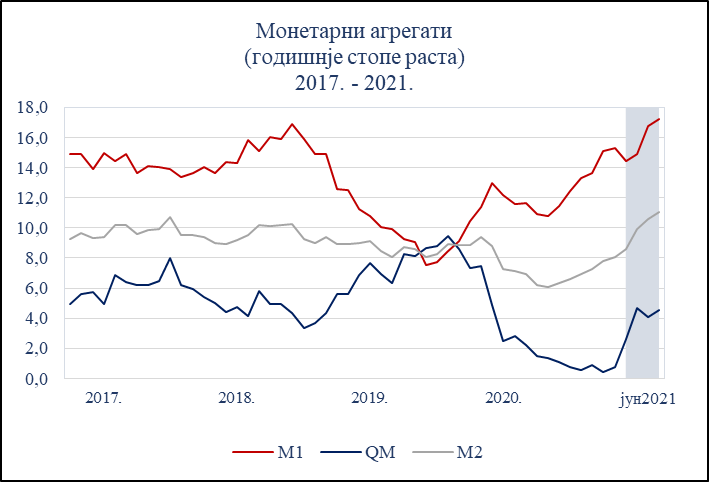 Монетарни агрегати
(годишнје стопе раста)
2017. - 2021.
18,0
16,0
14,0
12,0
10,0
8,0
6,0
4,0
2,0
0,0
2017. 2018. 2019. 2020. јун2021
M1 QM M2